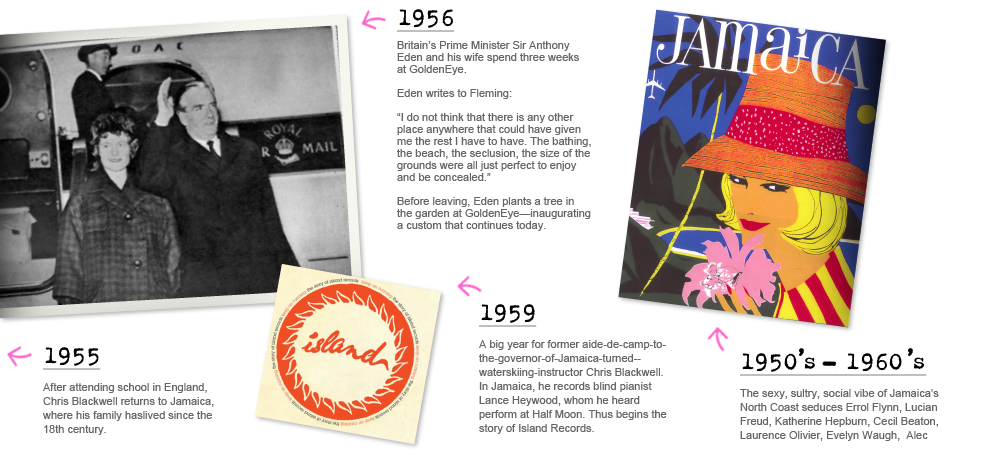 OAC
ROYAL
R MAIL
1956
Britain's Prime Minister Sir Anthony
Eden and his wife spend three weeks
at GoldenEye.
Eden writes to Fleming:
“I do not think that there is any other
place anywhere that could have given
me the rest I have to have. The bathing,
the beach, the seclusion, the size of the
grounds were all just perfect to enjoy
and be concealed.”
Before leaving, Eden plants a tree in
the garden at GoldenEye—inaugurating
a custom that continues today.
JAMAICA
1955
After attending school in England,
Chris Blackwell returns to Jamaica,
where his family haslived since the
18th century.
island
the story of island records
1959
A big year for former aide-de-camp-to-
the-governor-of-Jamaica-turned--
waterskiing-instructor Chris Blackwell.
In Jamaica, he records blind pianist
Lance Heywood, whom he heard
perform at Half Moon. Thus begins the
story of Island Records.
1950's – 1960's
The sexy, sultry, social vibe of Jamaica's
North Coast seduces Errol Flynn, Lucian
Freud, Katherine Hepburn, Cecil Beaton,
Laurence Olivier, Evelyn Waugh, Alec